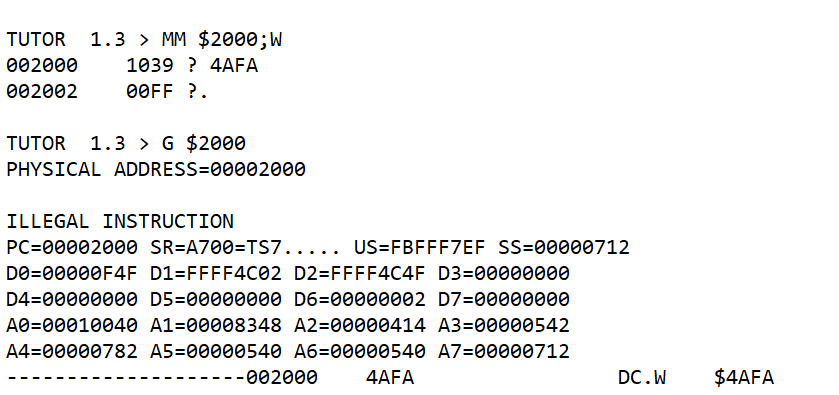 TUTOR  1.3 > MM $2000;W
002000    1039 ? 4AFA
002002    00FF ?.
TUTOR  1.3 > G $2000
PHYSICAL ADDRESS=00002000
ILLEGAL INSTRUCTION
PC=00002000 SR=A700=TS7..... US=FBFFF7EF SS=00000712
D0=00000F4F D1=FFFF4C02 D2=FFFF4C4F D3=00000000
D4=00000000 D5=00000000 D6=00000002 D7=00000000
A0=00010040 A1=00008348 A2=00000414 A3=00000542
A4=00000782 A5=00000540 A6=00000540 A7=00000712
--------------------002000    4AFA                 DC.W    $4AFA